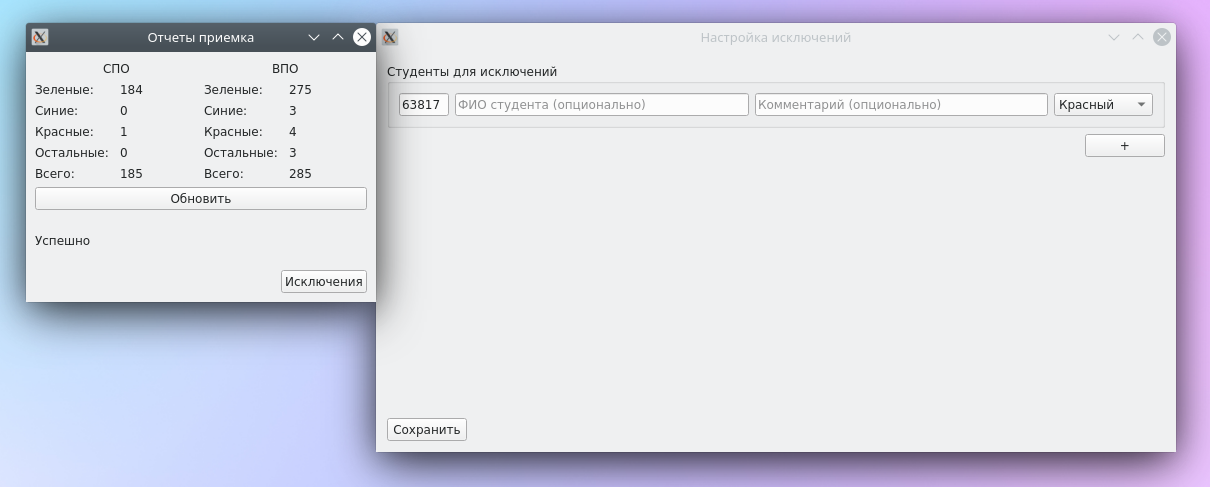 Отчеты приемка
СПО ВПО
Зеленые: 184 Зеленые: 275
Синие: 0 Синие: 3
Красные: 1 Красные: 4
Остальные: 0 Остальные: 3
Всего: 185 Всего: 285
Обновить
Успешно
Исключения
Настройка исключений
Студенты для исключений
63817 ФИО студента (опционально) Комментарий (опционально) Красный
+
Сохранить